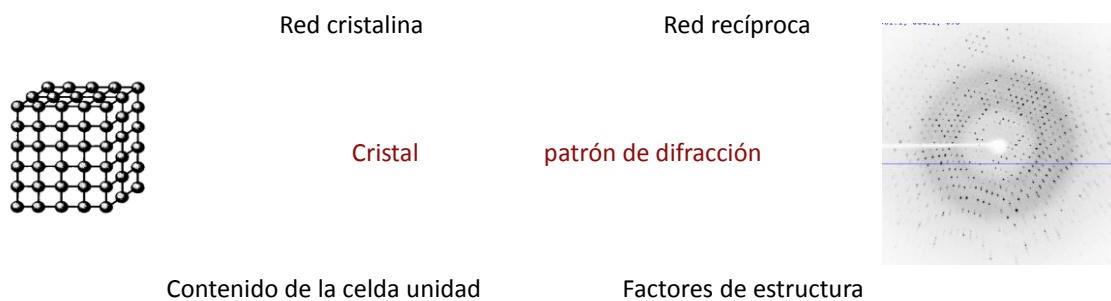 Red cristalina
Red recíproca
Cristal
patrón de difracción
Contenido de la celda unidad
Factores de estructura